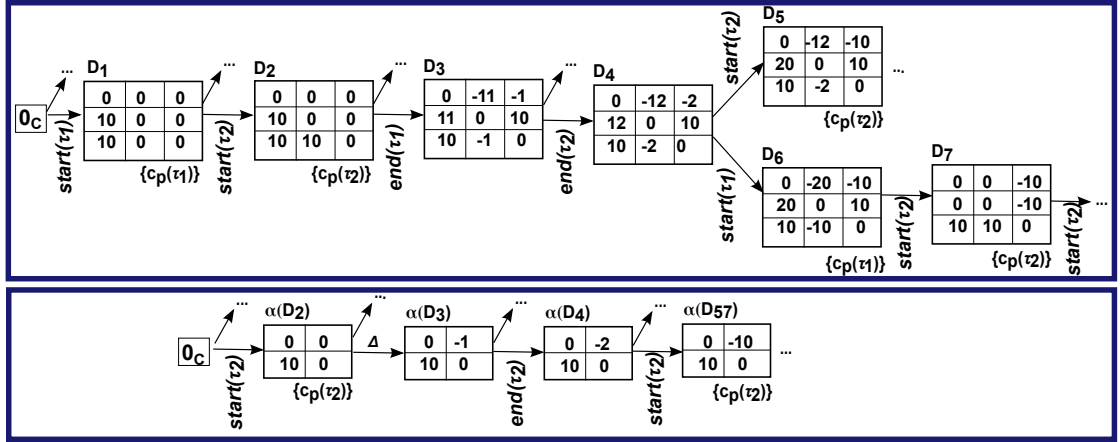 0C
...
start(τ1)
D1
0 0 0
10 0 0
10 0 0
{cp(τ1)}
...
start(τ2)
D2
0 0 0
10 0 0
10 10 0
{cp(τ2)}
...
end(τ1)
D3
0 -11 -1
11 0 10
10 -1 0
...
end(τ2)
D4
0 -12 -2
12 0 10
10 -2 0
start(τ2)
D5
0 -12 -10
20 0 10
10 -2 0
{cp(τ2)}
...
start(τ1)
D6
0 -20 -10
20 0 10
10 -10 0
{cp(τ1)}
start(τ2)
D7
0 0 -10
0 0 -10
10 10 0
{cp(τ2)}
start(τ2)
...
0C
...
start(τ2)
α(D2)
0 0
10 0
{cp(τ2)}
...
Δ
α(D3)
0 -1
10 0
...
end(τ2)
α(D4)
0 -2
10 0
...
start(τ2)
α(D57)
0 -10
10 0
{cp(τ2)}
...